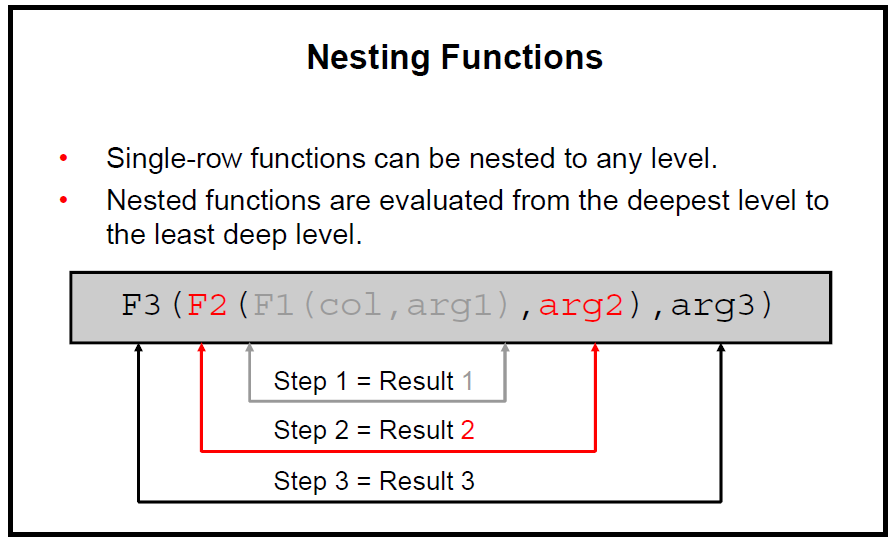 Nesting Functions
• Single-row functions can be nested to any level.
• Nested functions are evaluated from the deepest level to
the least deep level.
F3(F2(F1(col,arg1),arg2),arg3)
Step 1 = Result 1
Step 2 = Result 2
Step 3 = Result 3